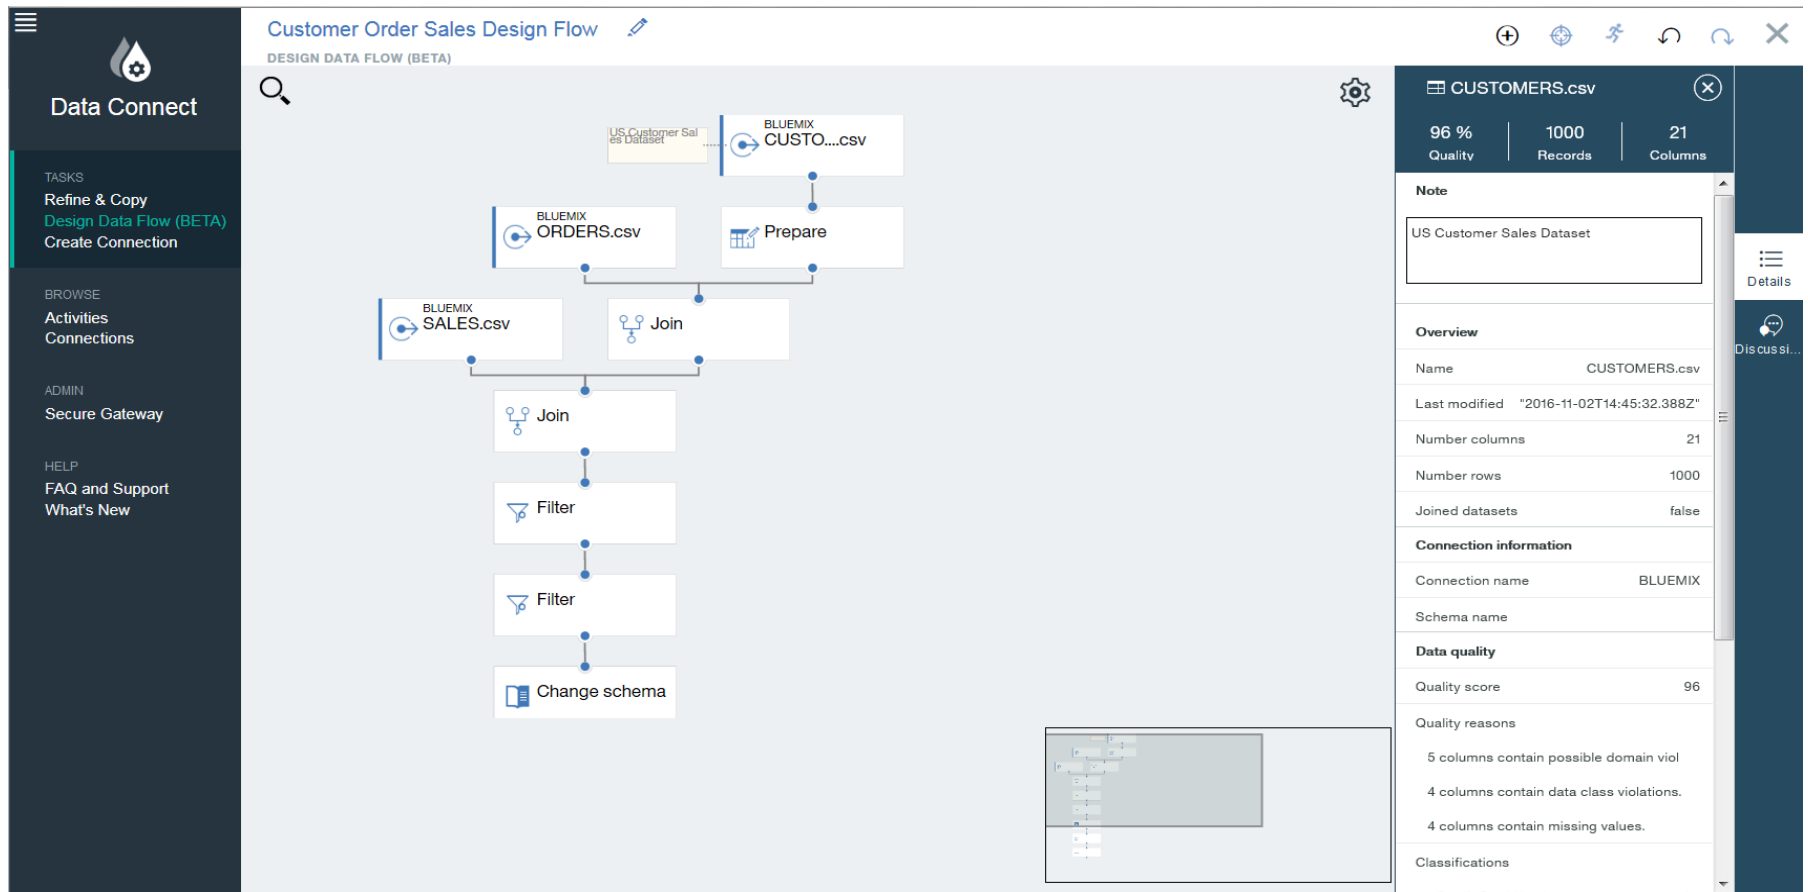 Data Connect
TASKS
Refine & Copy
Design Data Flow (BETA)
Create Connection
BROWSE
Activities
Connections
ADMIN
Secure Gateway
HELP
FAQ and Support
What's New
Customer Order Sales Design Flow
DESIGN DATA FLOW (BETA)
US Customer Sal
es Dataset
BLUEMIX
CUSTO....csv
BLUEMIX
ORDERS.csv
Prepare
BLUEMIX
SALES.csv
Join
Join
Filter
Filter
Change schema
CUSTOMERS.csv
96 % 1000 21
Quality Records Columns
Note
US Customer Sales Dataset
Overview
Name CUSTOMERS.csv
Last modified "2016-11-02T14:45:32.388Z"
Number columns 21
Number rows 1000
Joined datasets false
Connection information
Connection name BLUEMIX
Schema name
Data quality
Quality score 96
Quality reasons
5 columns contain possible domain viol
4 columns contain data class violations.
4 columns contain missing values.
Classifications
Details
Discussi...